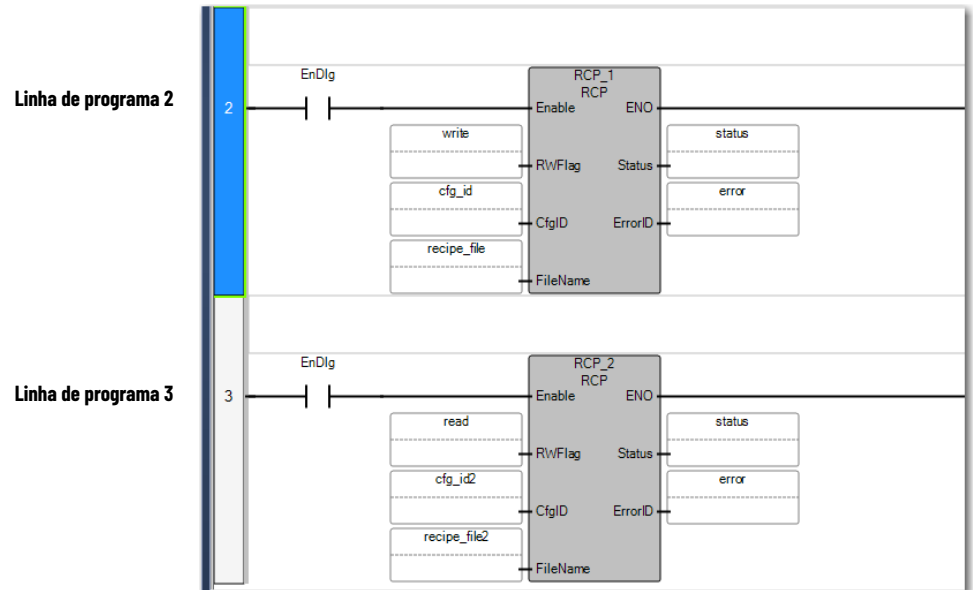 Linha de programa 2
2
EnDlg
RCP_1
RCP
Enable ENO
write status
RWFlag Status
cfg_id error
CfgID ErrorID
recipe_file
FileName
Linha de programa 3
3
EnDlg
RCP_2
RCP
Enable ENO
read status
RWFlag Status
cfg_id2 error
CfgID ErrorID
recipe_file2
FileName